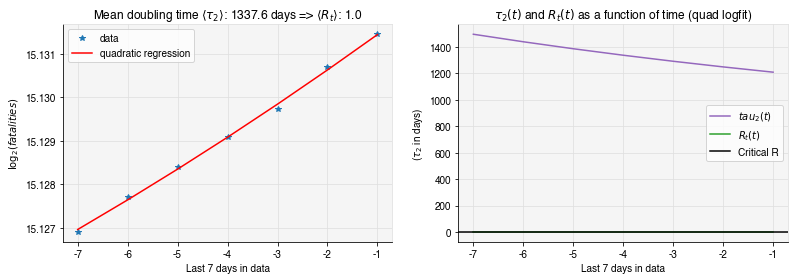 Mean doubling time ⟨τ₂⟩: 1337.6 days => ⟨Rₜ⟩: 1.0
15.131
15.130
15.129
15.128
15.127
log₂(fatalities)
data
quadratic regression
-7 -6 -5 -4 -3 -2 -1
Last 7 days in data
τ₂(t) and Rₜ(t) as a function of time (quad logfit)
1400
1200
1000
800
600
400
200
0
(τ₂ in days)
tau₂(t)
Rₜ(t)
Critical R
-7 -6 -5 -4 -3 -2 -1
Last 7 days in data